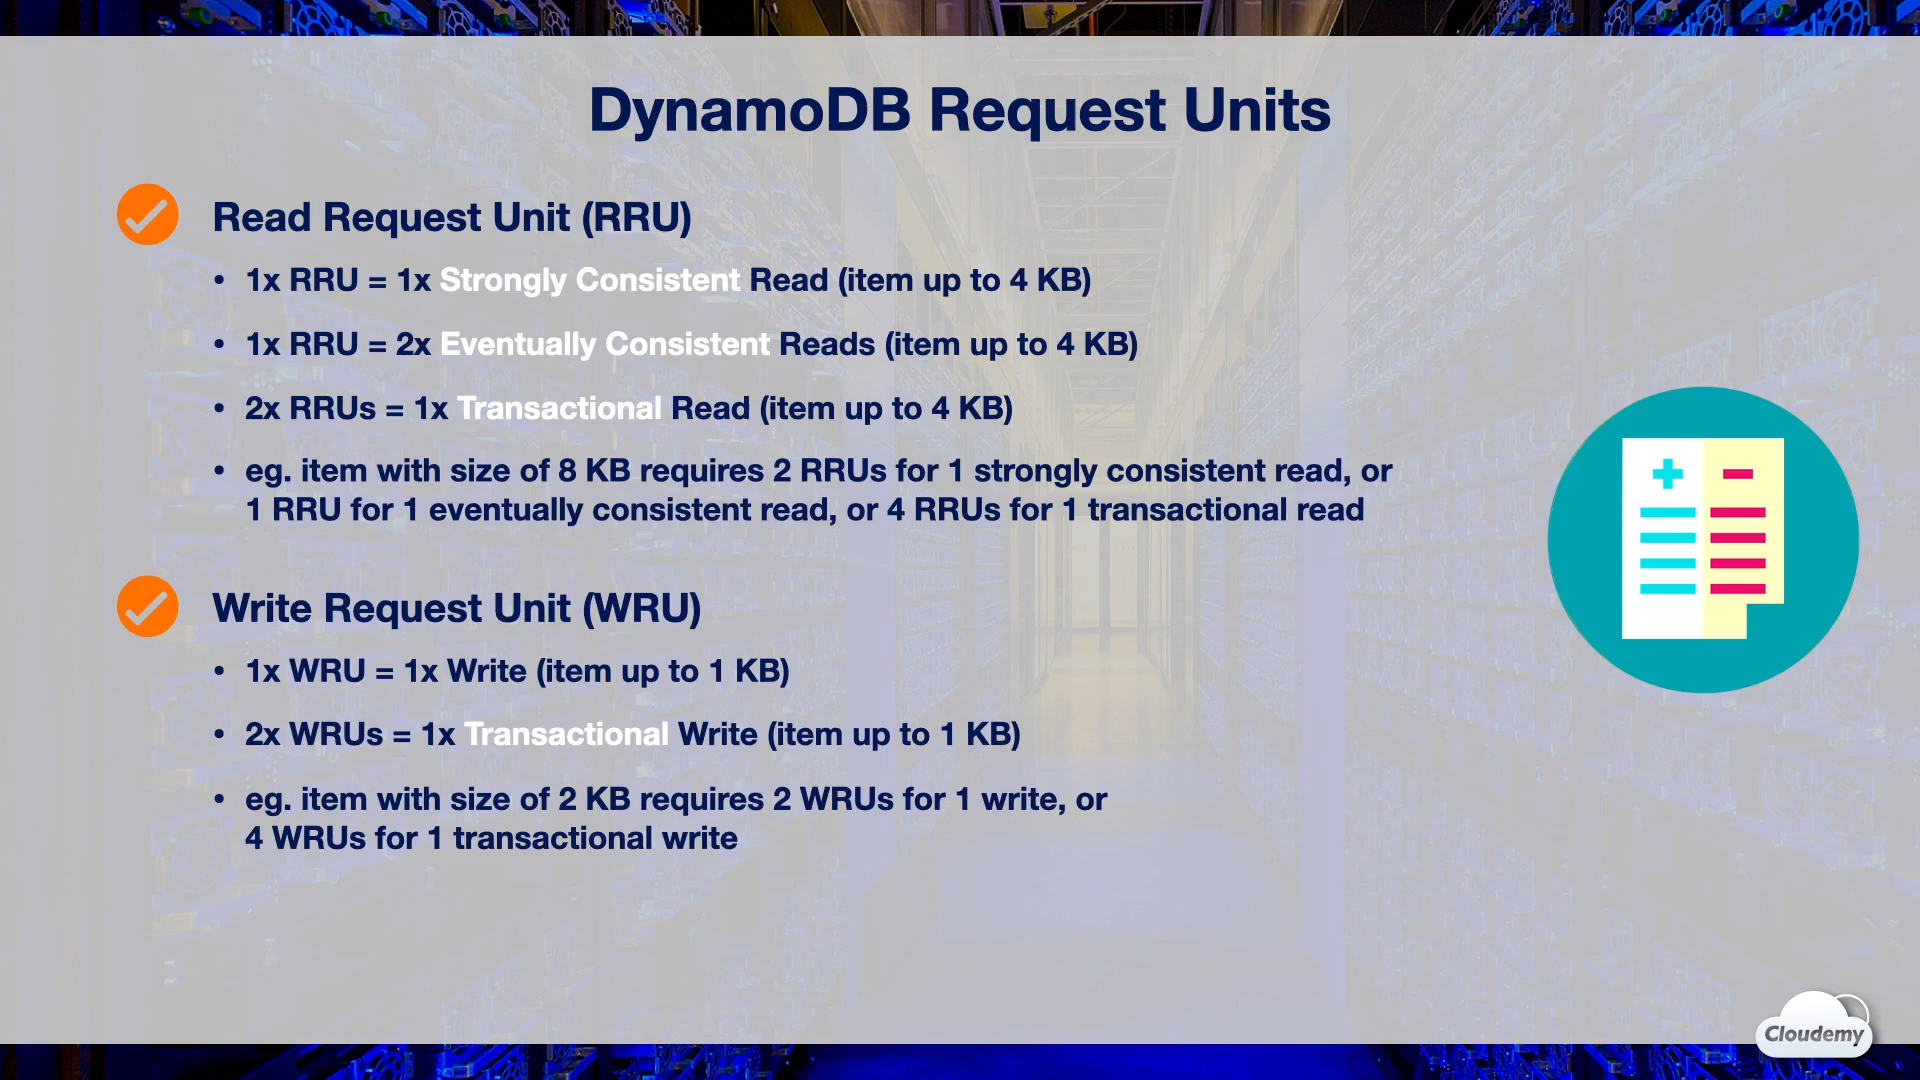 DynamoDB Request Units
Read Request Unit (RRU)
• 1x RRU = 1x Strongly Consistent Read (item up to 4 KB)
• 1x RRU = 2x Eventually Consistent Reads (item up to 4 KB)
• 2x RRUs = 1x Transactional Read (item up to 4 KB)
• eg. item with size of 8 KB requires 2 RRUs for 1 strongly consistent read, or
1 RRU for 1 eventually consistent read, or 4 RRUs for 1 transactional read
Write Request Unit (WRU)
• 1x WRU = 1x Write (item up to 1 KB)
• 2x WRUs = 1x Transactional Write (item up to 1 KB)
• eg. item with size of 2 KB requires 2 WRUs for 1 write, or
4 WRUs for 1 transactional write
Cloudemy